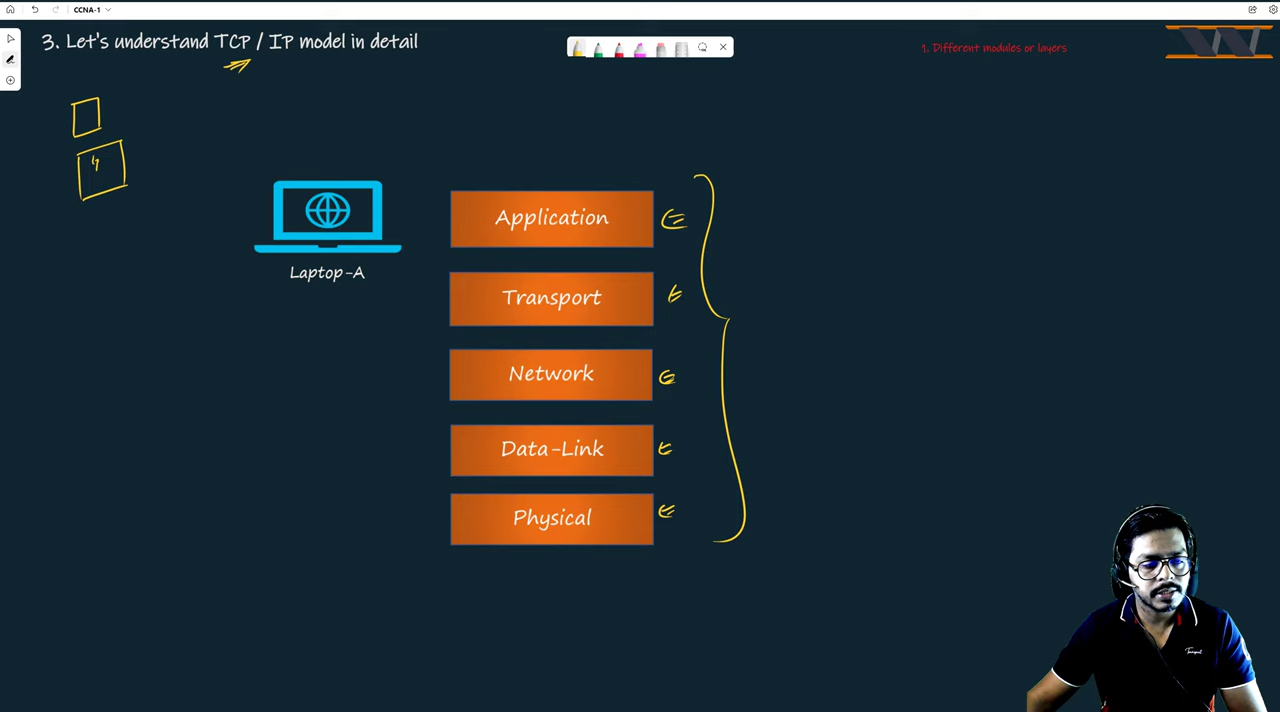 CCNA-1
3. Let's understand TCP / IP model in detail
1. Different modules or layers
Application
Laptop-A
Transport
Network
Data-Link
Physical